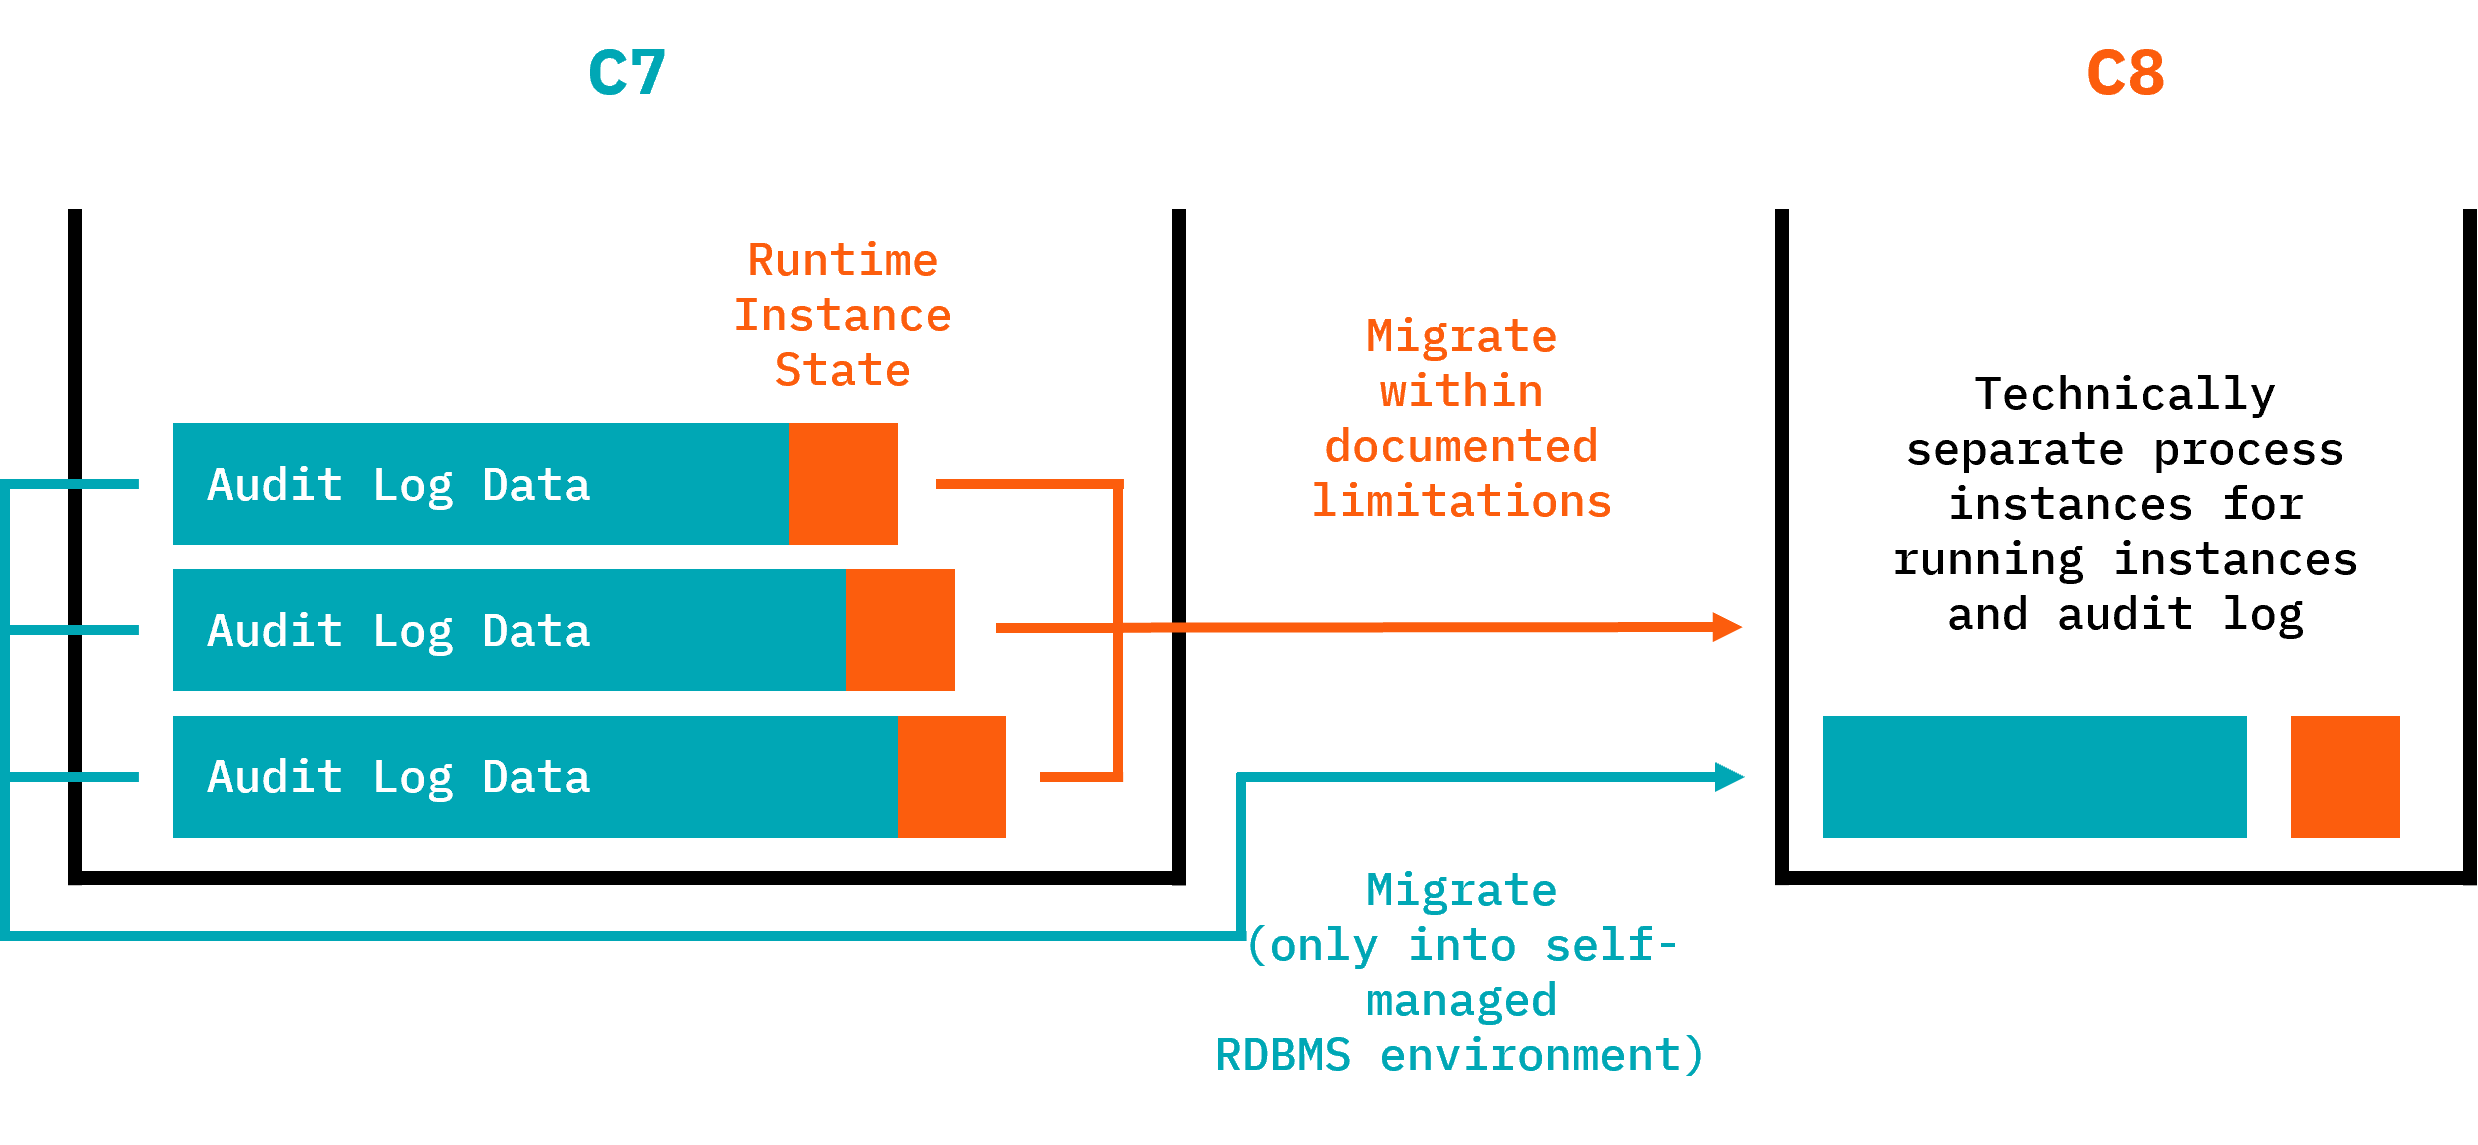 C7
C8
Runtime
Instance
State
Audit Log Data
Audit Log Data
Audit Log Data
Migrate
within
documented
limitations
Technically
separate process
instances for
running instances
and audit log
Migrate
(only into self-
managed
RDBMS environment)